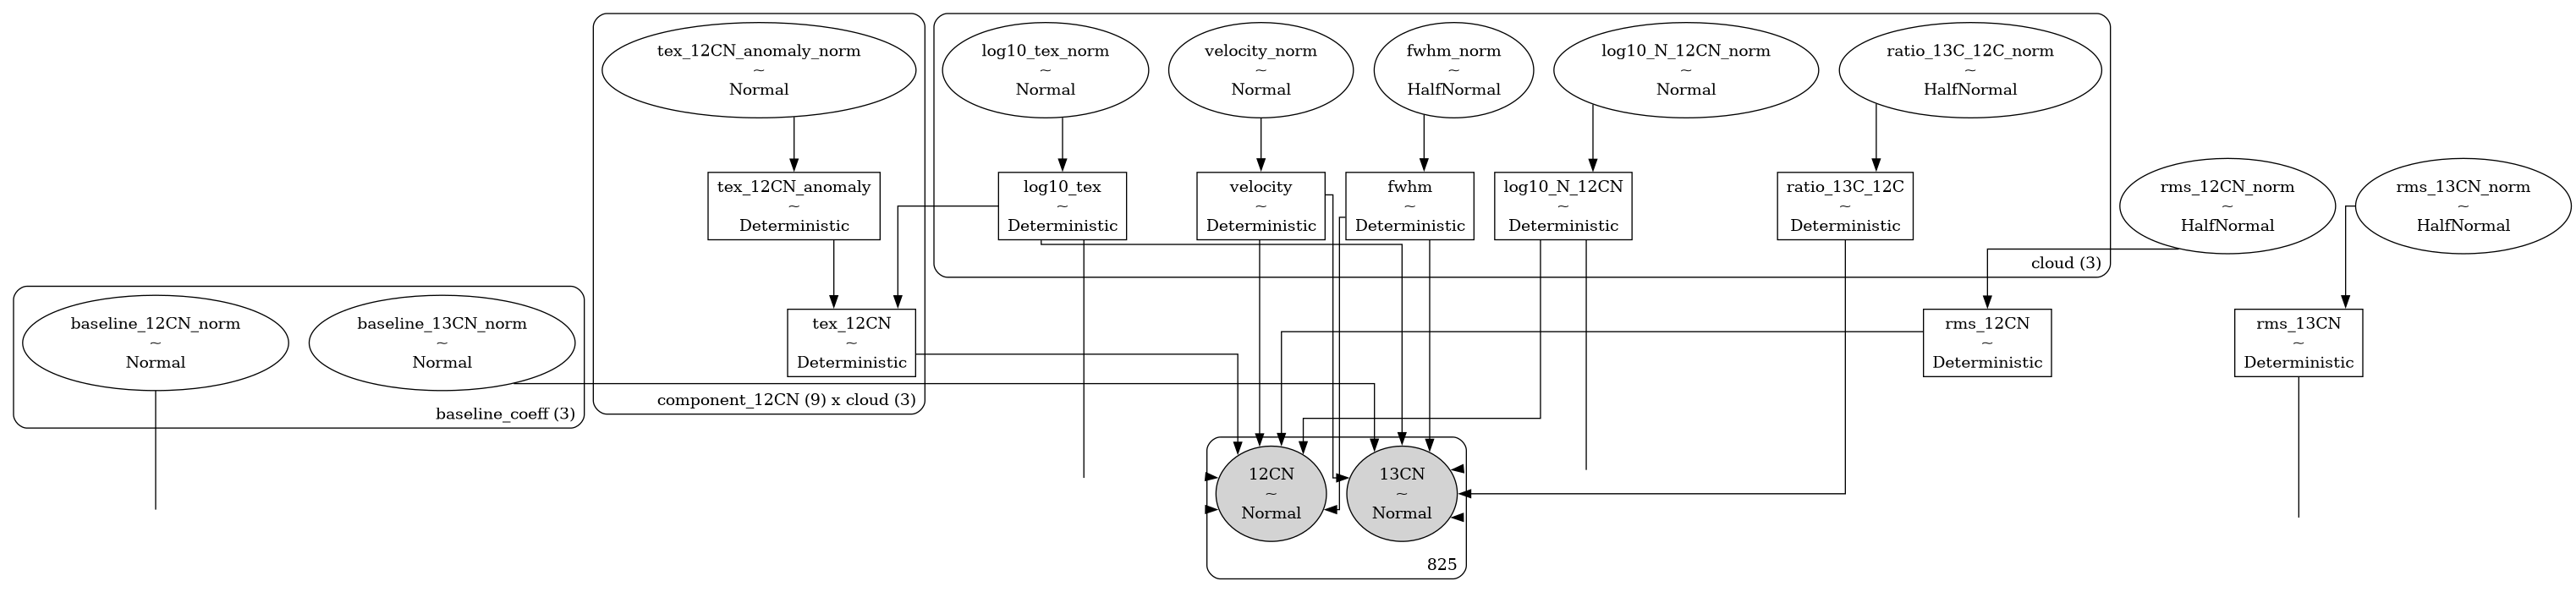 tex_12CN_anomaly_norm
~
Normal
log10_tex_norm
~
Normal
velocity_norm
~
Normal
fwhm_norm
~
HalfNormal
log10_N_12CN_norm
~
Normal
ratio_13C_12C_norm
~
HalfNormal
tex_12CN_anomaly
~
Deterministic
log10_tex
~
Deterministic
velocity
~
Deterministic
fwhm
~
Deterministic
log10_N_12CN
~
Deterministic
ratio_13C_12C
~
Deterministic
rms_12CN_norm
~
HalfNormal
rms_13CN_norm
~
HalfNormal
cloud (3)
baseline_12CN_norm
~
Normal
baseline_13CN_norm
~
Normal
tex_12CN
~
Deterministic
rms_12CN
~
Deterministic
rms_13CN
~
Deterministic
baseline_coeff (3)
component_12CN (9) x cloud (3)
12CN
~
Normal
13CN
~
Normal
825